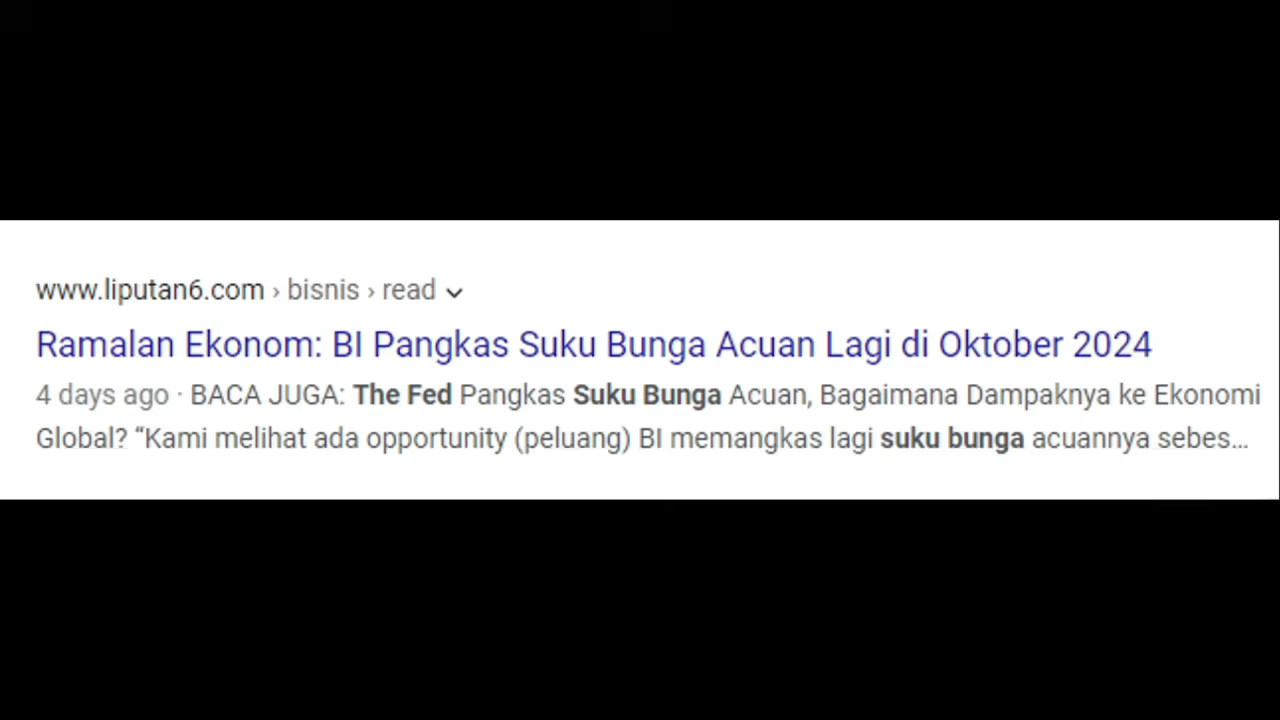 www.liputan6.com › bisnis › read
Ramalan Ekonom: BI Pangkas Suku Bunga Acuan Lagi di Oktober 2024
4 days ago · BACA JUGA: The Fed Pangkas Suku Bunga Acuan, Bagaimana Dampaknya ke Ekonomi
Global? “Kami melihat ada opportunity (peluang) BI memangkas lagi suku bunga acuannya sebes...